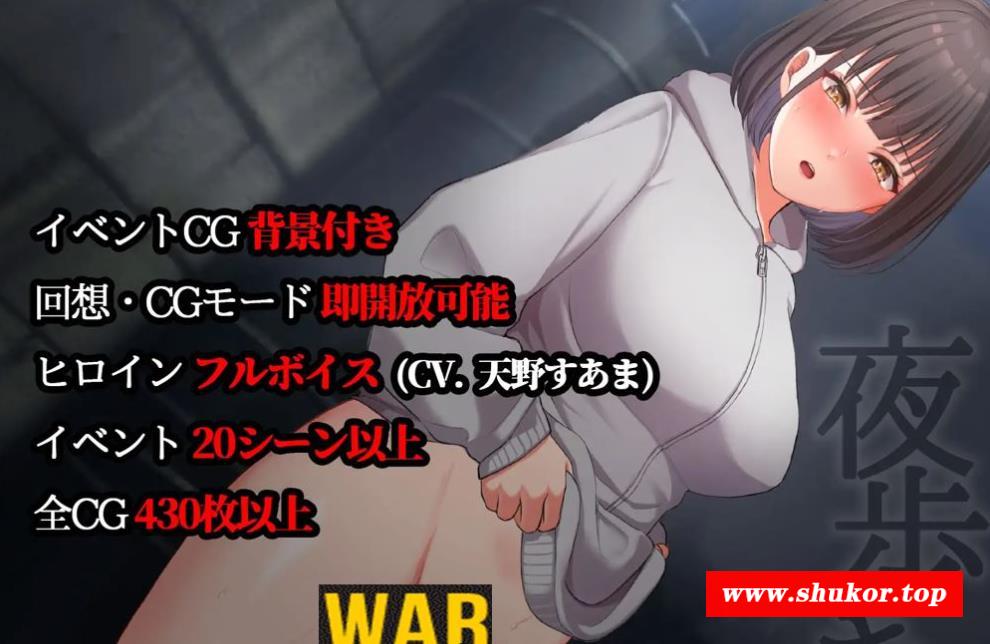 イベントCG 背景付き
回想・CGモード 即開放可能
ヒロイン フルボイス (CV. 天野すあま)
イベント 20シーン以上
全CG 430枚以上
夜歩
WAR
www.shukor.top